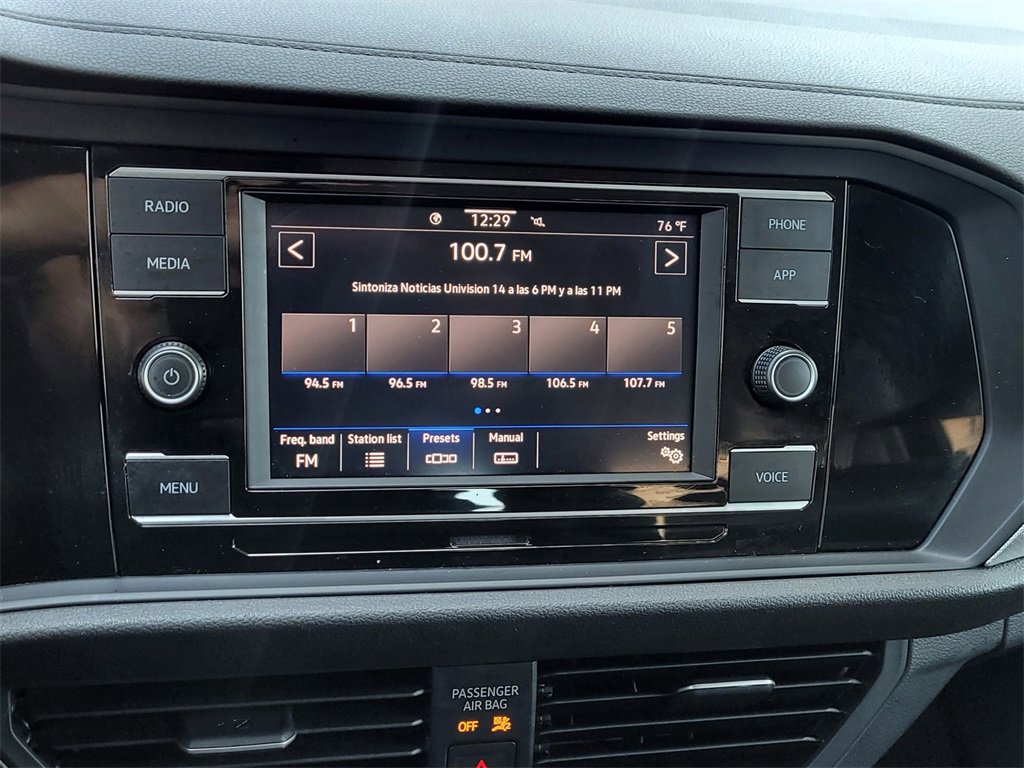 RADIO
MEDIA
MENU
12:29
76 °F
100.7 FM
Sintoniza Noticias Univision 14 a las 6 PM y a las 11 PM
1 2 3 4 5
94.5 FM 96.5 FM 98.5 FM 106.5 FM 107.7 FM
Freq. band Station list Presets Manual Settings
FM
PHONE
APP
VOICE
PASSENGER
AIR BAG
OFF